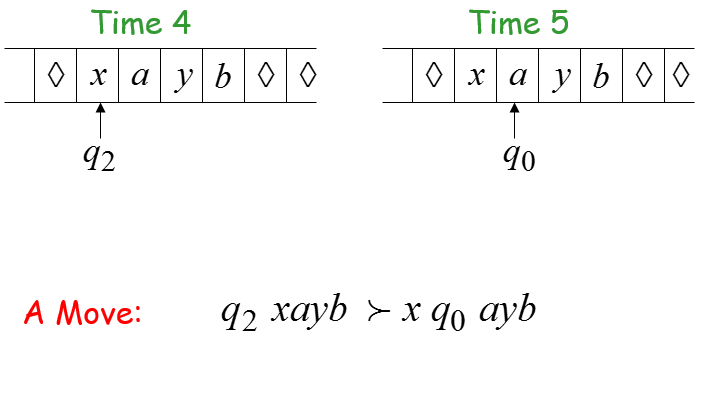 Time 4 Time 5
◊ x a y b ◊ ◊ ◊ x a y b ◊ ◊
q₂ q₀
A Move: q₂ xayb ≻ x q₀ ayb